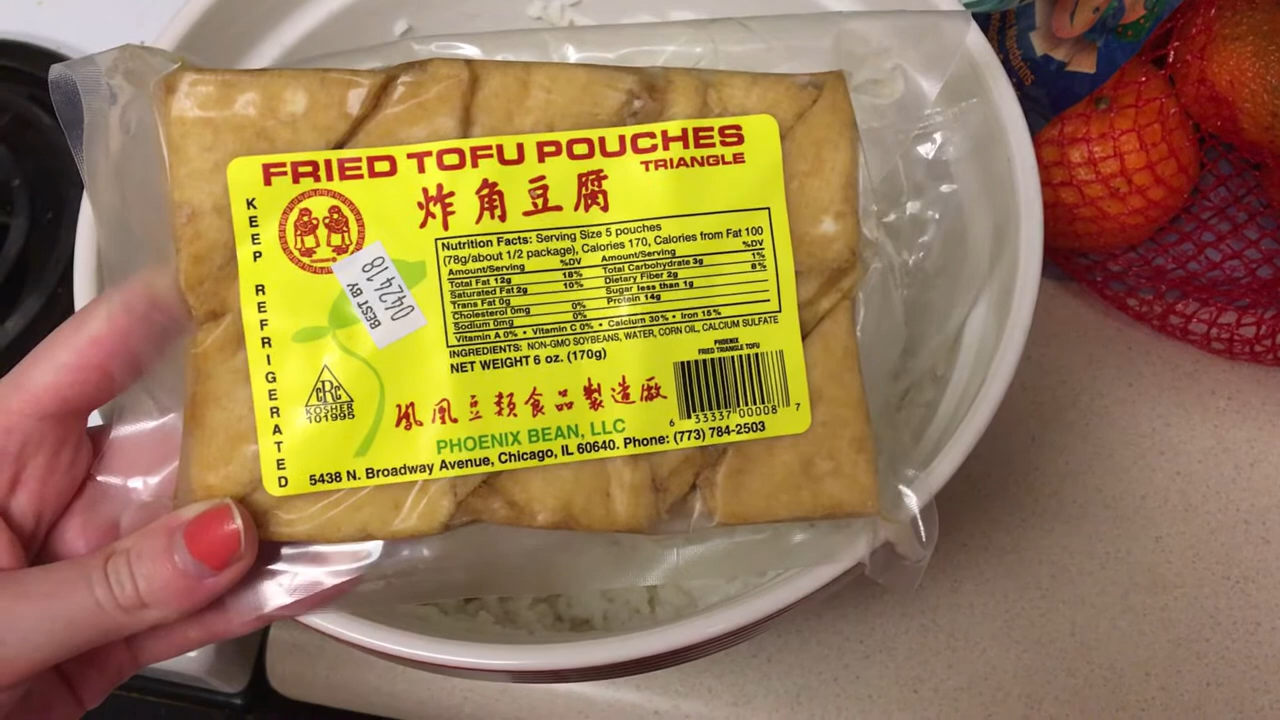 FRIED TOFU POUCHES
TRIANGLE
炸角豆腐
KEEP REFRIGERATED
BEST BY
042418
Nutrition Facts: Serving Size 5 pouches
(78g/about 1/2 package), Calories 170, Calories from Fat 100
Amount/Serving %DV Amount/Serving %DV
Total Fat 12g 18% Total Carbohydrate 3g 1%
Saturated Fat 2g 10% Dietary Fiber 2g 8%
Trans Fat 0g Sugar less than 1g
Cholesterol 0mg 0% Protein 14g
Sodium 0mg 0%
Vitamin A 0% • Vitamin C 0% • Calcium 30% • Iron 15%
INGREDIENTS: NON-GMO SOYBEANS, WATER, CORN OIL, CALCIUM SULFATE
NET WEIGHT 6 oz. (170g)
PHOENIX
FRIED TRIANGLE TOFU
6 33337 00008 7
cRc
KOSHER
101995
鳳凰豆類食品製造廠
PHOENIX BEAN, LLC
5438 N. Broadway Avenue, Chicago, IL 60640. Phone: (773) 784-2503
Mandarins